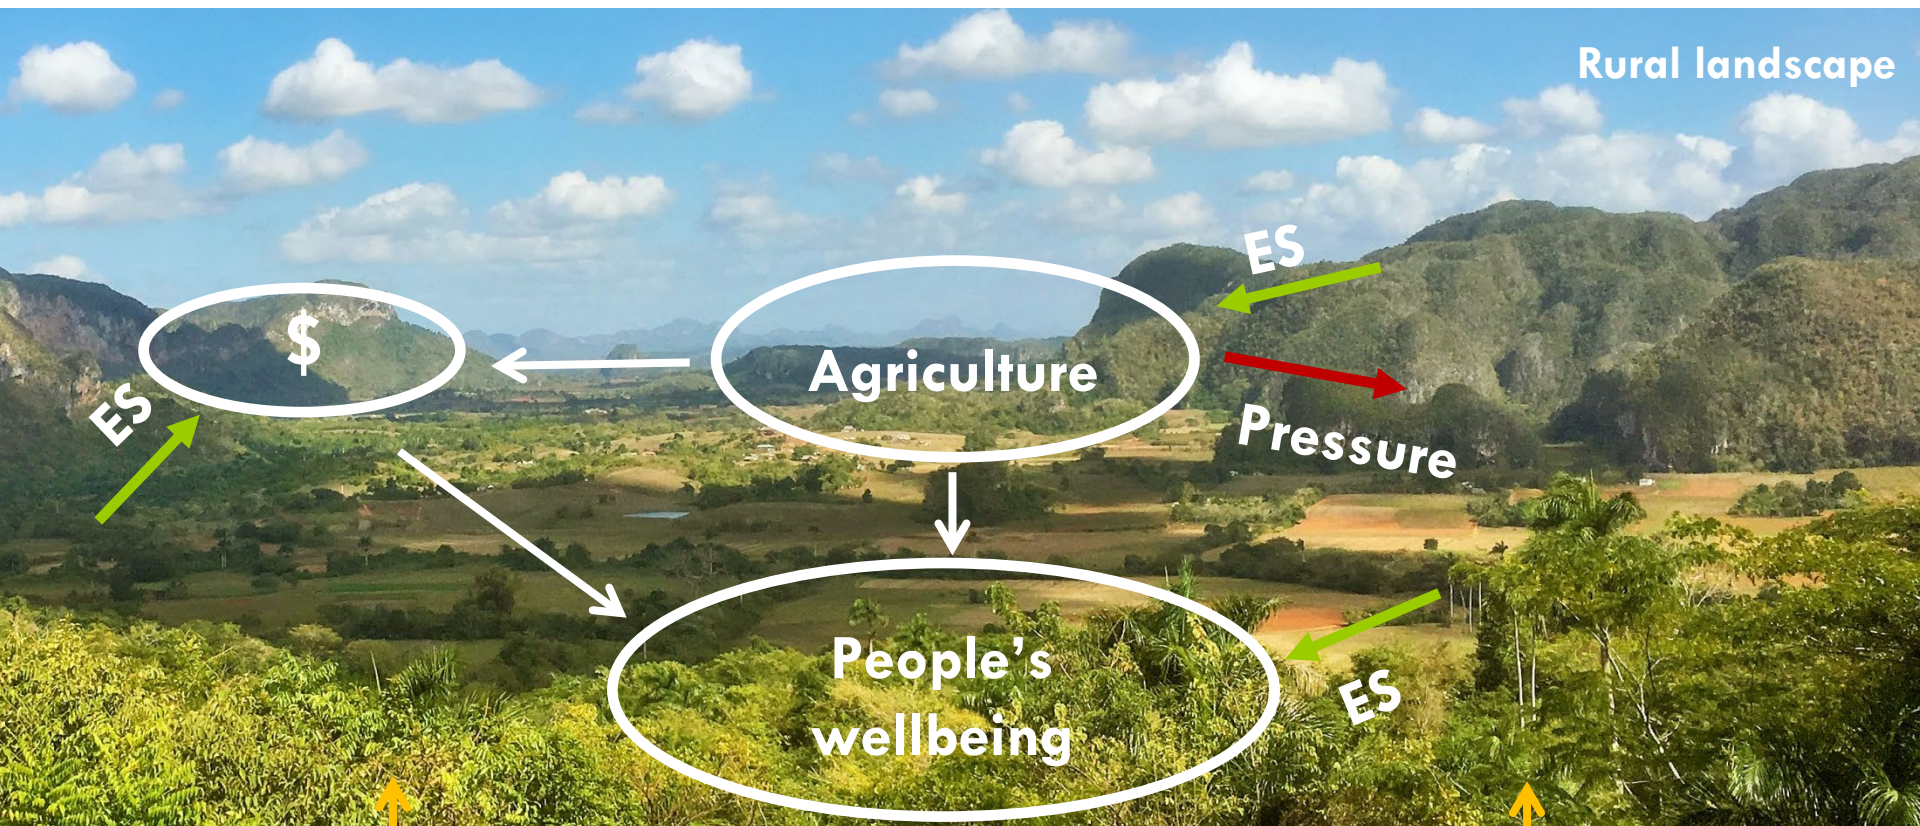 Rural landscape
ES
$
Agriculture
ES
Pressure
People's
wellbeing
ES